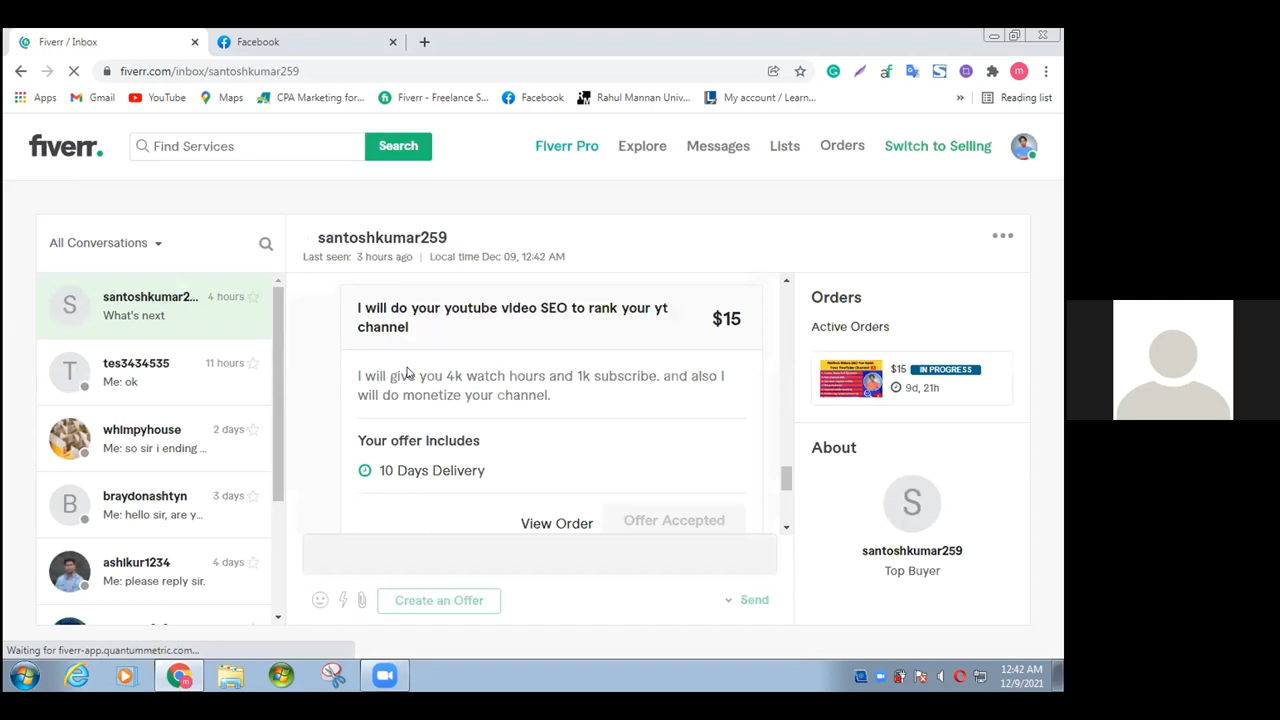 Fiverr / Inbox
Facebook
fiverr.com/inbox/santoshkumar259
Apps
Gmail
YouTube
Maps
CPA Marketing for...
Fiverr - Freelance S...
Facebook
Rahul Mannan Univ...
My account / Learn...
»
Reading list
fiverr.
Find Services
Search
Fiverr Pro
Explore
Messages
Lists
Orders
Switch to Selling
All Conversations
santoshkumar2...
4 hours
What's next
tes3434535
11 hours
Me: ok
whimpyhouse
2 days
Me: so sir i ending ...
braydonashtyn
3 days
Me: hello sir, are y...
ashikur1234
4 days
Me: please reply sir.
santoshkumar259
Last seen: 3 hours ago | Local time Dec 09, 12:42 AM
I will do your youtube video SEO to rank your yt
channel
$15
I will give you 4k watch hours and 1k subscribe. and also I
will do monetize your channel.
Your offer includes
10 Days Delivery
View Order
Offer Accepted
Create an Offer
Send
Orders
Active Orders
$15 IN PROGRESS
9d, 21h
About
S
santoshkumar259
Top Buyer
Waiting for fiverr-app.quantummetric.com...
12:42 AM
12/9/2021